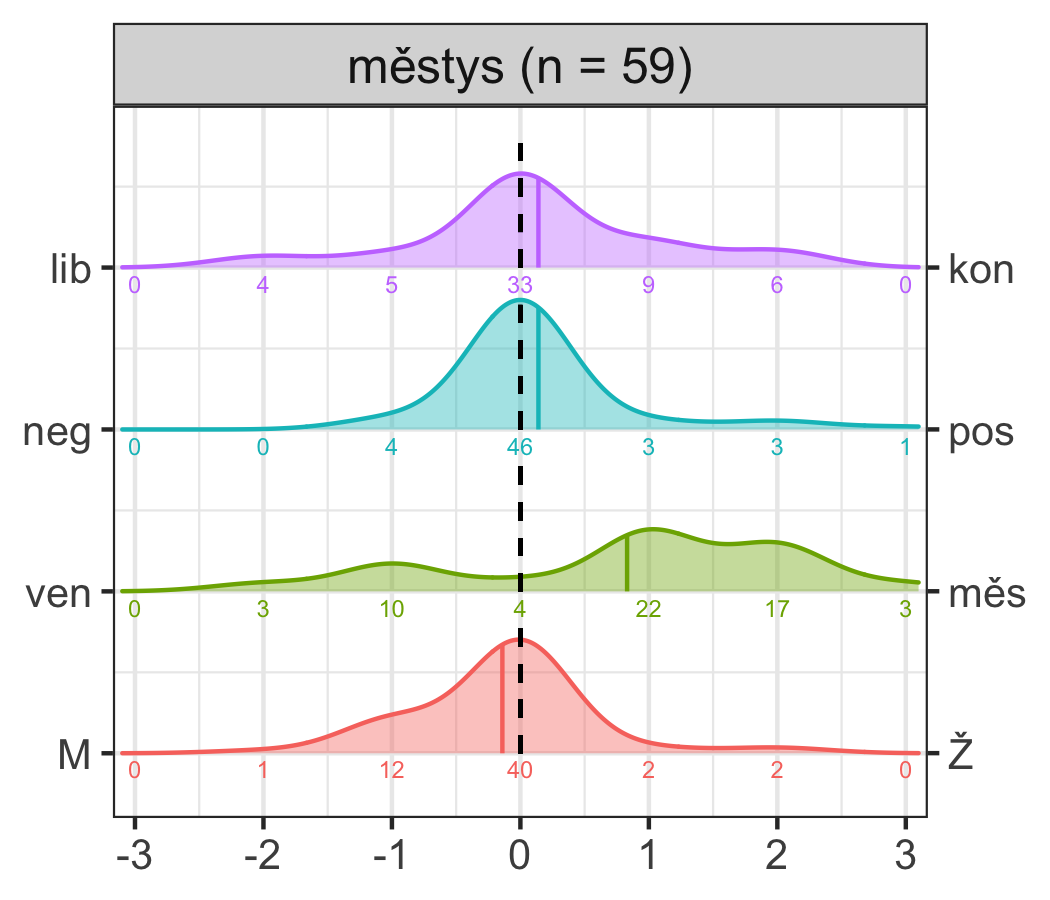 městys (n = 59)
lib kon
0 4 5 33 9 6 0
neg pos
0 0 4 46 3 3 1
ven měs
0 3 10 4 22 17 3
M Ž
0 1 12 40 2 2 0
-3 -2 -1 0 1 2 3